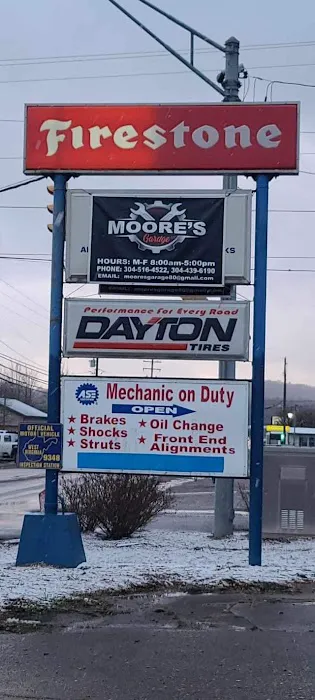 Firestone
MOORE'S
Garage
HOURS: M-F 8:00am-5:00pm
PHONE: 304-516-4522, 304-439-6190
EMAIL: mooresgarage80@gmail.com
Performance for Every Road
DAYTON
TIRES
ASE
Mechanic on Duty
OPEN
Brakes
Shocks
Struts
Oil Change
Front End
Alignments
OFFICIAL
MOTOR VEHICLE
WEST
VIRGINIA
9348
INSPECTION STATION